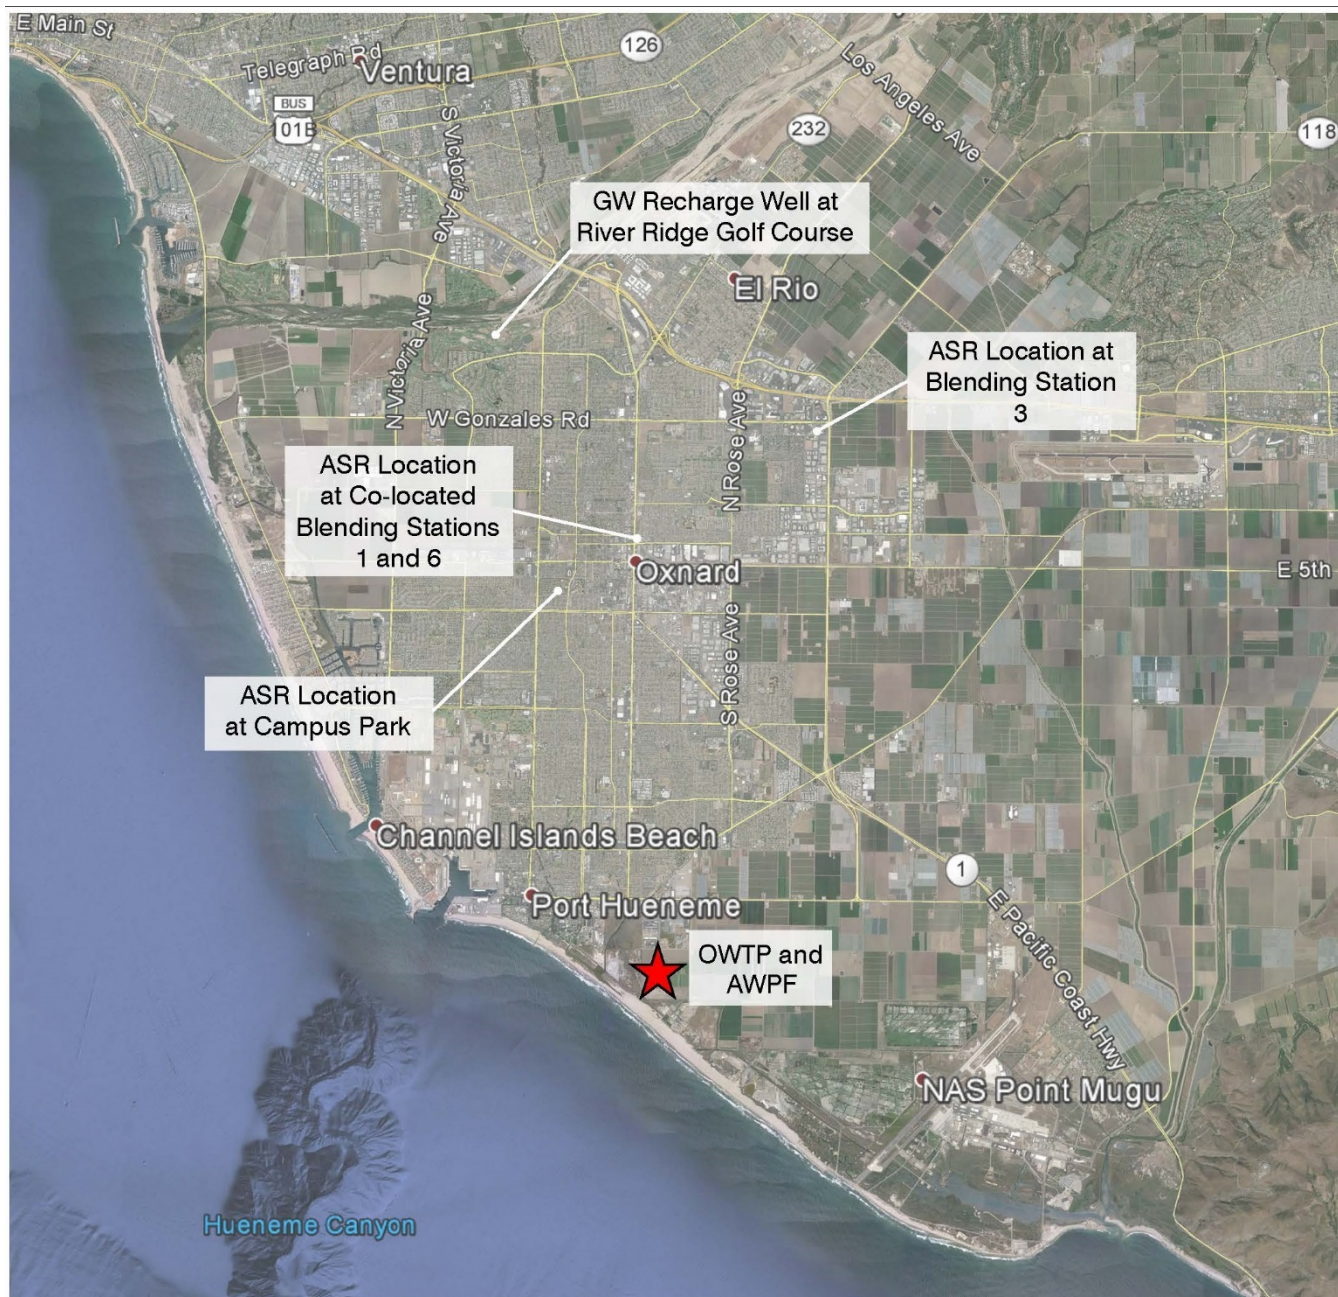 E Main St
Telegraph Rd
Ventura
126
BUS
101B
S Victoria Ave
Los Angeles Ave
232
118
GW Recharge Well at
River Ridge Golf Course
El Rio
N Victoria Ave
ASR Location at
Blending Station
3
W Gonzales Rd
N Rose Ave
ASR Location
at Co-located
Blending Stations
1 and 6
Oxnard
E 5th
S Rose Ave
ASR Location
at Campus Park
Channel Islands Beach
1
Port Hueneme
E Pacific Coast Hwy
OWTP and
AWPF
NAS Point Mugu
Hueneme Canyon